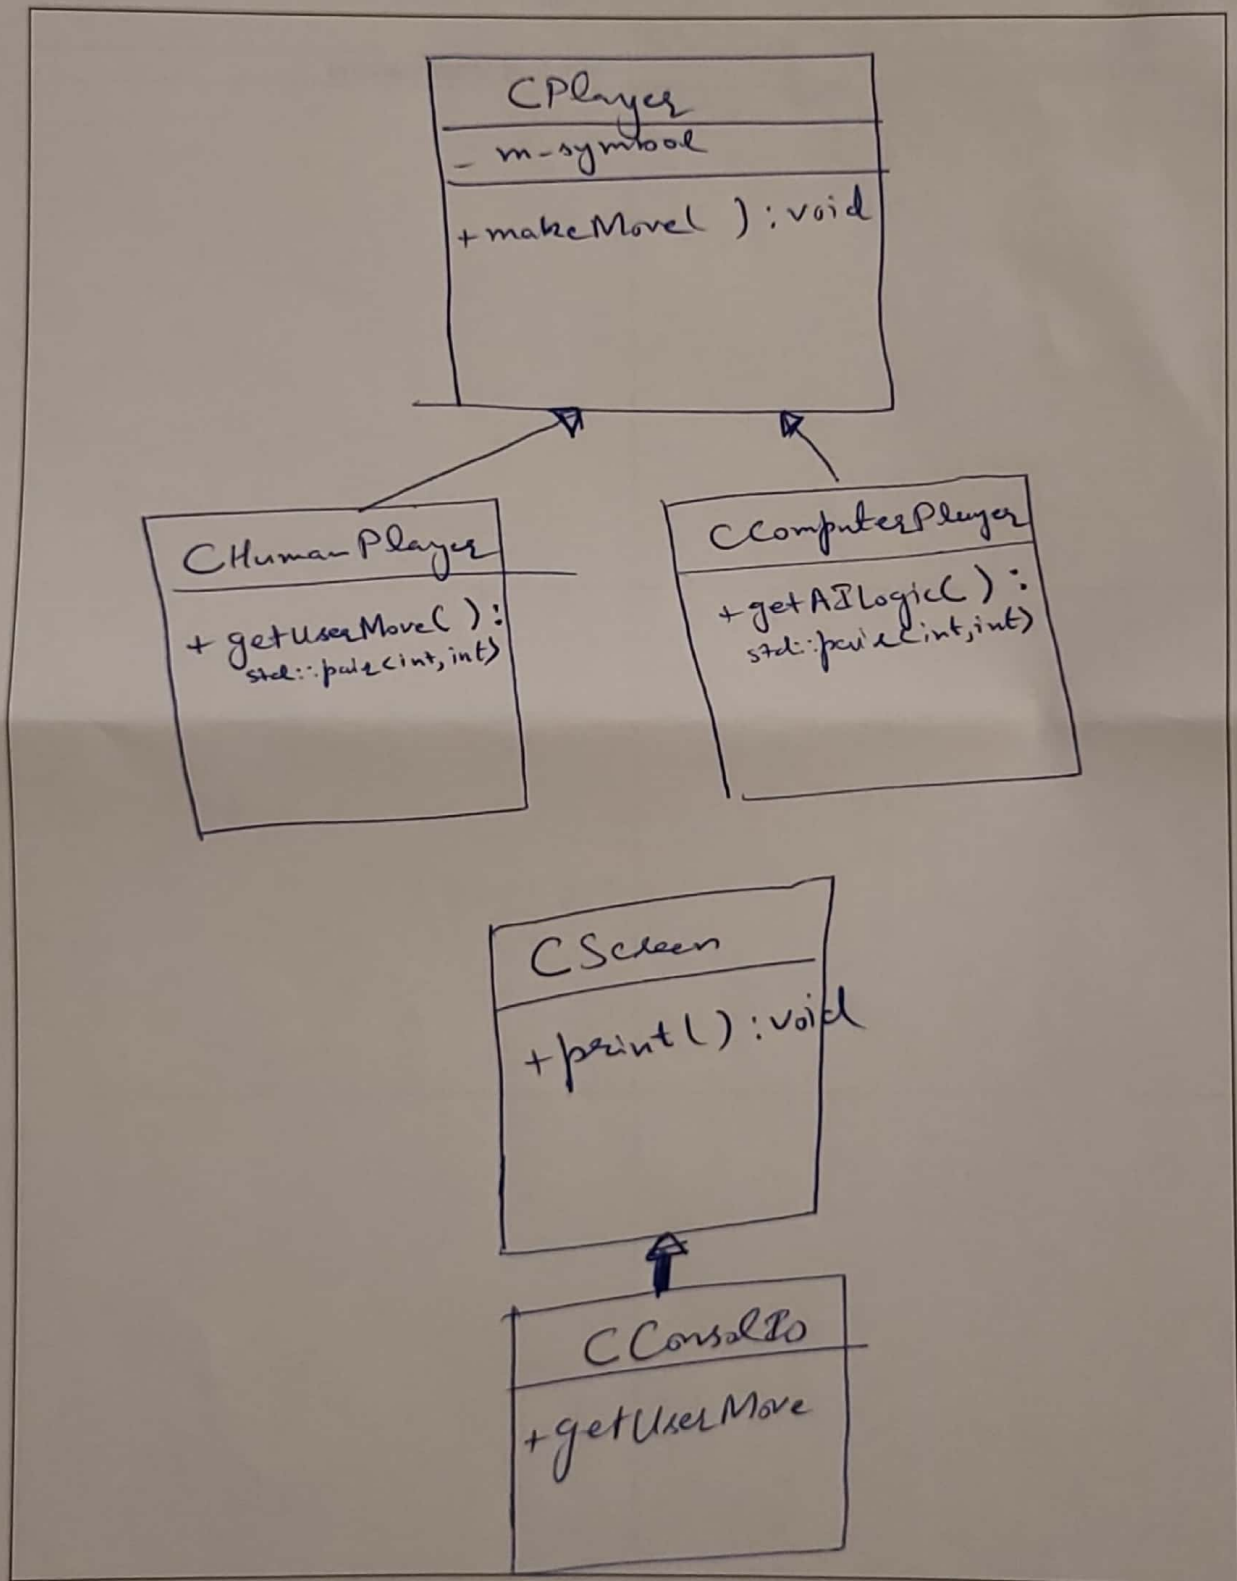 CPlayer
- m-symbol
+ makeMove( ) : void
CHumanPlayer
+ getUserMove( ) :
std::pair<int, int>
CComputerPlayer
+ getAILogic( ) :
std::pair<int, int>
CScreen
+ print( ) : void
CConsolIo
+ getUserMove